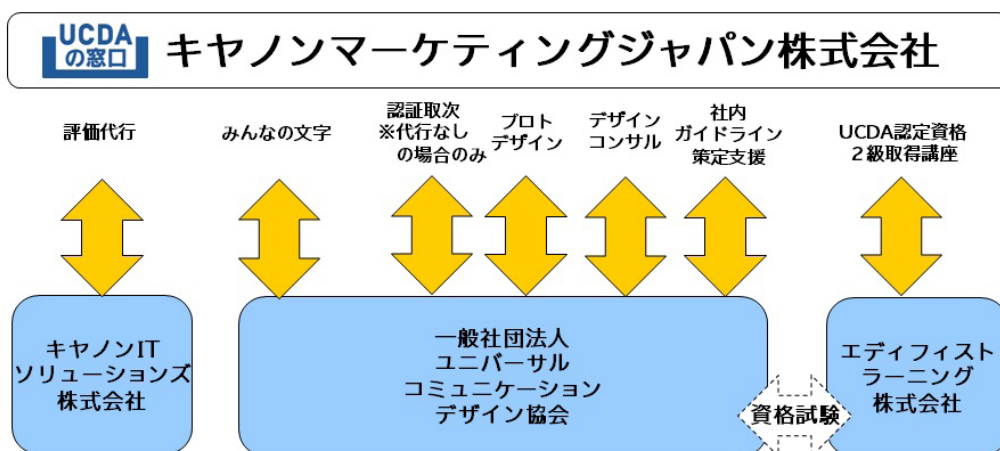 UCDA
の窓口
キヤノンマーケティングジャパン株式会社
評価代行
みんなの文字
認証取次
※代行なし
の場合のみ
プロト
デザイン
デザイン
コンサル
社内
ガイドライン
策定支援
UCDA認定資格
２級取得講座
キヤノンIT
ソリューションズ
株式会社
一般社団法人
ユニバーサル
コミュニケーション
デザイン協会
資格試験
エディフィスト
ラーニング
株式会社